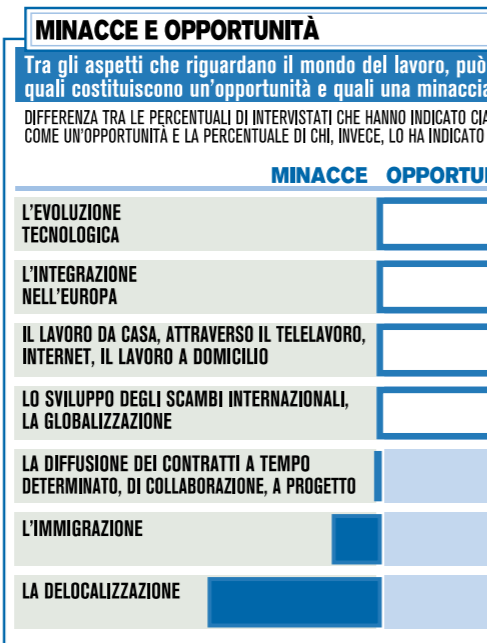 MINACCE E OPPORTUNITÀ
Tra gli aspetti che riguardano il mondo del lavoro, può
quali costituiscono un'opportunità e quali una minaccia
DIFFERENZA TRA LE PERCENTUALI DI INTERVISTATI CHE HANNO INDICATO
COME UN'OPPORTUNITÀ E LA PERCENTUALE DI CHI, INVECE, LO HA INDICATO
MINACCE
L'EVOLUZIONE
TECNOLOGICA
L'INTEGRAZIONE
NELL'EUROPA
IL LAVORO DA CASA, ATTRAVERSO IL TELELAVORO,
INTERNET, IL LAVORO A DOMICILIO
LO SVILUPPO DEGLI SCAMBI INTERNAZIONALI,
LA GLOBALIZZAZIONE
LA DIFFUSIONE DEI CONTRATTI A TEMPO
DETERMINATO, DI COLLABORAZIONE, A PROGETTO
L'IMMIGRAZIONE
LA DELOCALIZZAZIONE